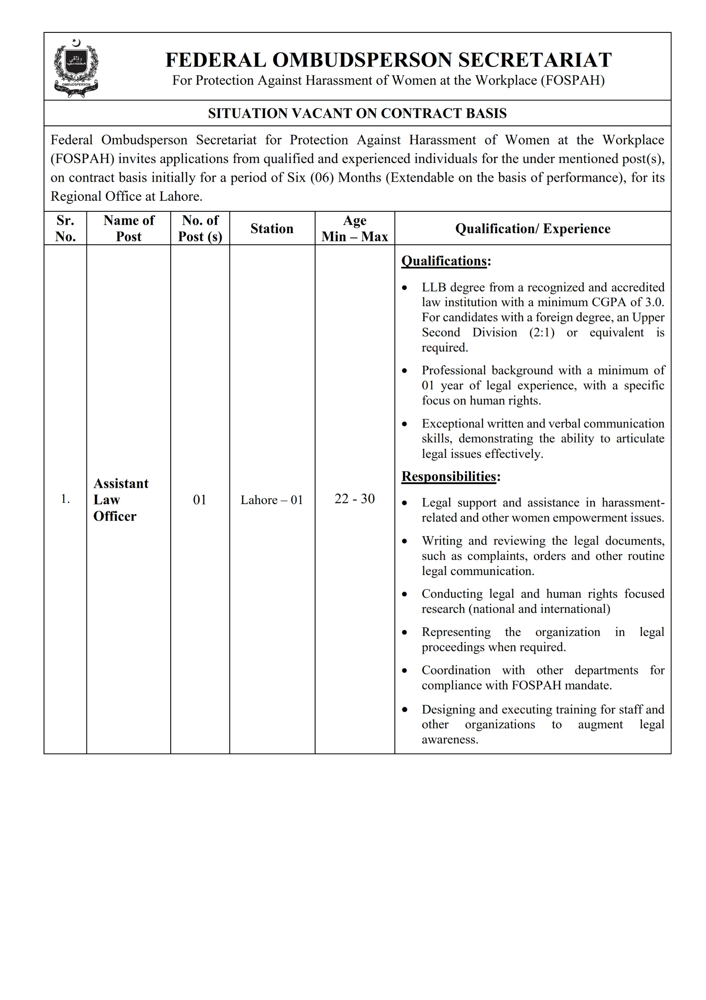 وفاقی
محتسب
OMBUDSPERSON
FEDERAL OMBUDSPERSON SECRETARIAT
For Protection Against Harassment of Women at the Workplace (FOSPAH)
SITUATION VACANT ON CONTRACT BASIS
Federal Ombudsperson Secretariat for Protection Against Harassment of Women at the Workplace
(FOSPAH) invites applications from qualified and experienced individuals for the under mentioned post(s),
on contract basis initially for a period of Six (06) Months (Extendable on the basis of performance), for its
Regional Office at Lahore.
Sr.
No.
Name of
Post
No. of
Post (s)
Station
Age
Min – Max
Qualification/ Experience
1.
Assistant
Law
Officer
01
Lahore – 01
22 - 30
Qualifications:
• LLB degree from a recognized and accredited
law institution with a minimum CGPA of 3.0.
For candidates with a foreign degree, an Upper
Second Division (2:1) or equivalent is
required.
• Professional background with a minimum of
01 year of legal experience, with a specific
focus on human rights.
• Exceptional written and verbal communication
skills, demonstrating the ability to articulate
legal issues effectively.
Responsibilities:
• Legal support and assistance in harassment-
related and other women empowerment issues.
• Writing and reviewing the legal documents,
such as complaints, orders and other routine
legal communication.
• Conducting legal and human rights focused
research (national and international)
• Representing the organization in legal
proceedings when required.
• Coordination with other departments for
compliance with FOSPAH mandate.
• Designing and executing training for staff and
other organizations to augment legal
awareness.